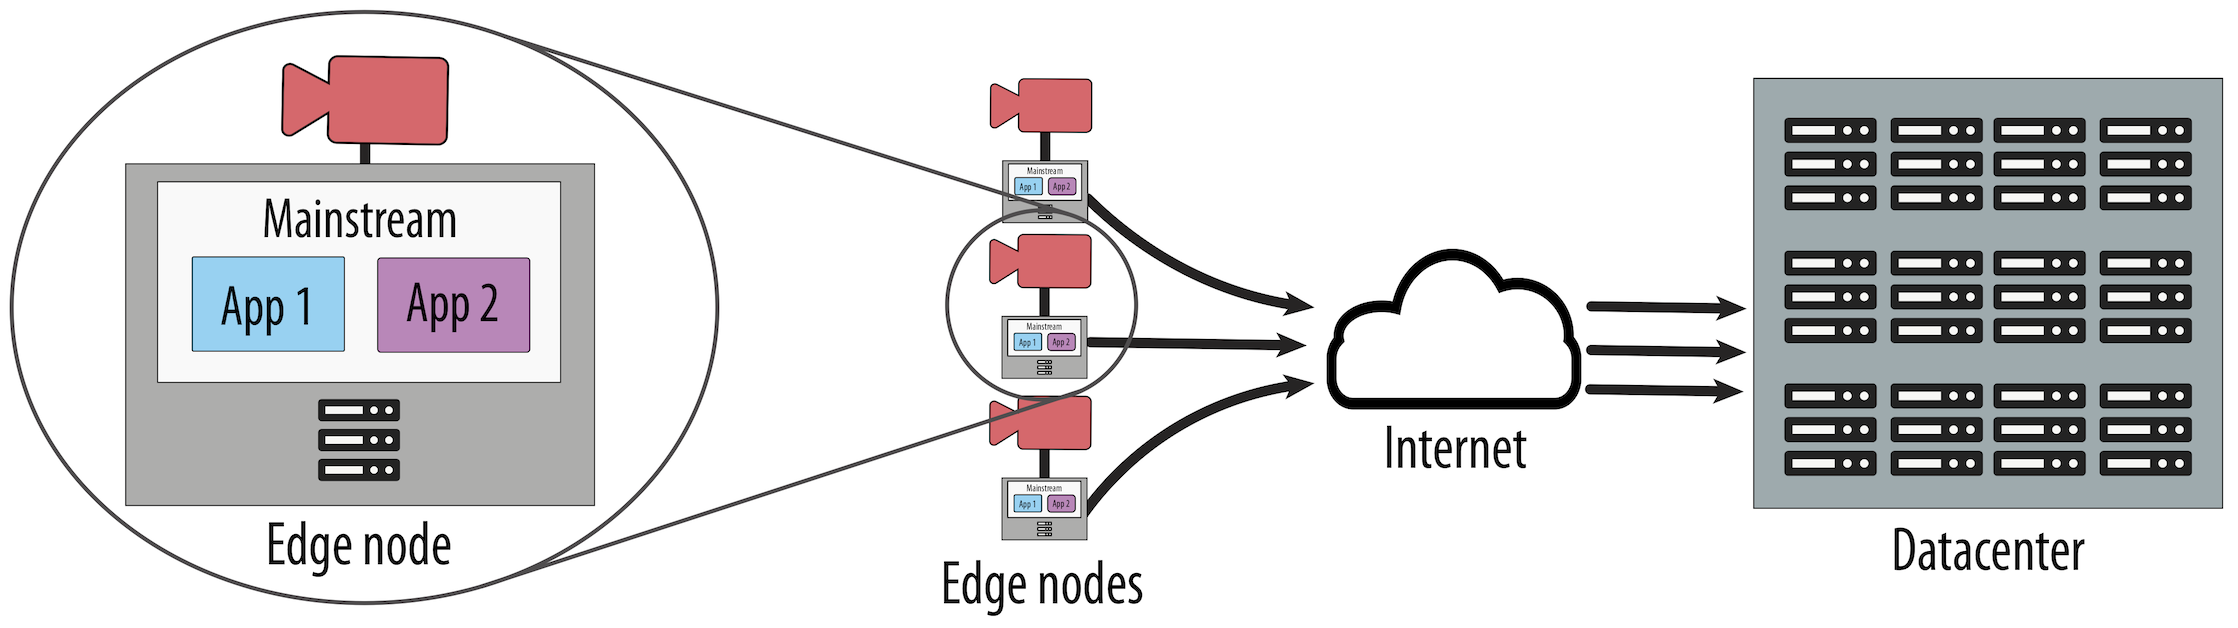 Mainstream
App 1
App 2
Edge node
Mainstream
App 1
App 2
Mainstream
App 1
App 2
Mainstream
App 1
App 2
Edge nodes
Internet
Datacenter